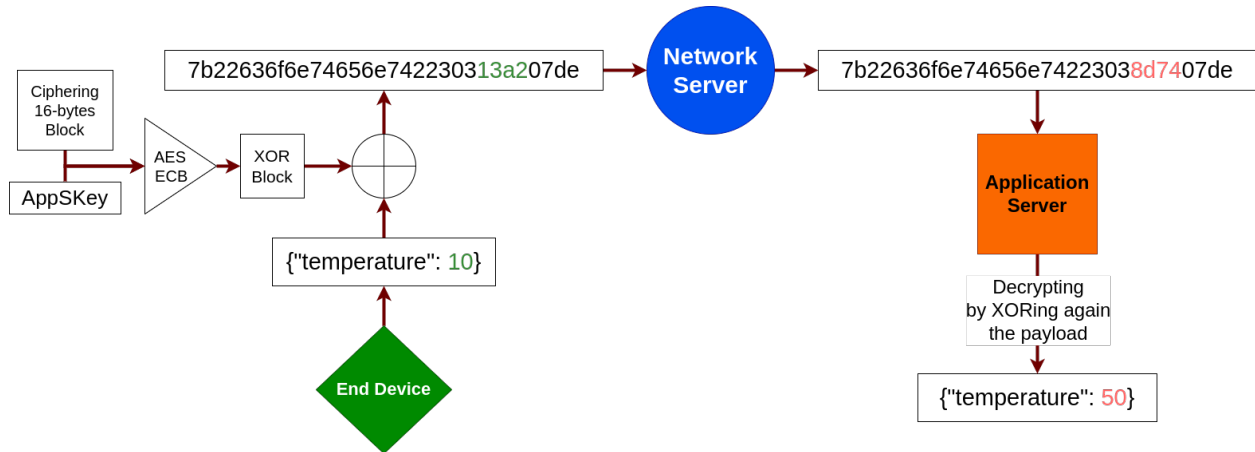 Ciphering
16-bytes
Block
AppSKey
AES
ECB
XOR
Block
7b22636f6e74656e742230313a207de
{"temperature": 10}
End Device
Network
Server
7b22636f6e74656e74223038d7407de
Application
Server
Decrypting
by XORing again
the payload
{"temperature": 50}